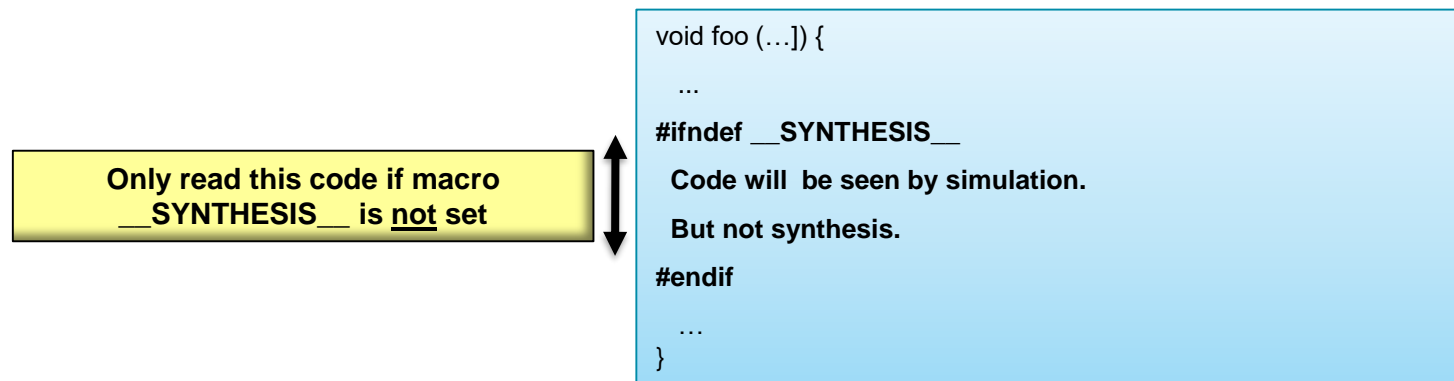 Only read this code if macro
__SYNTHESIS__ is not set
void foo (…]) {
...
#ifndef __SYNTHESIS__
Code will be seen by simulation.
But not synthesis.
#endif
…
}